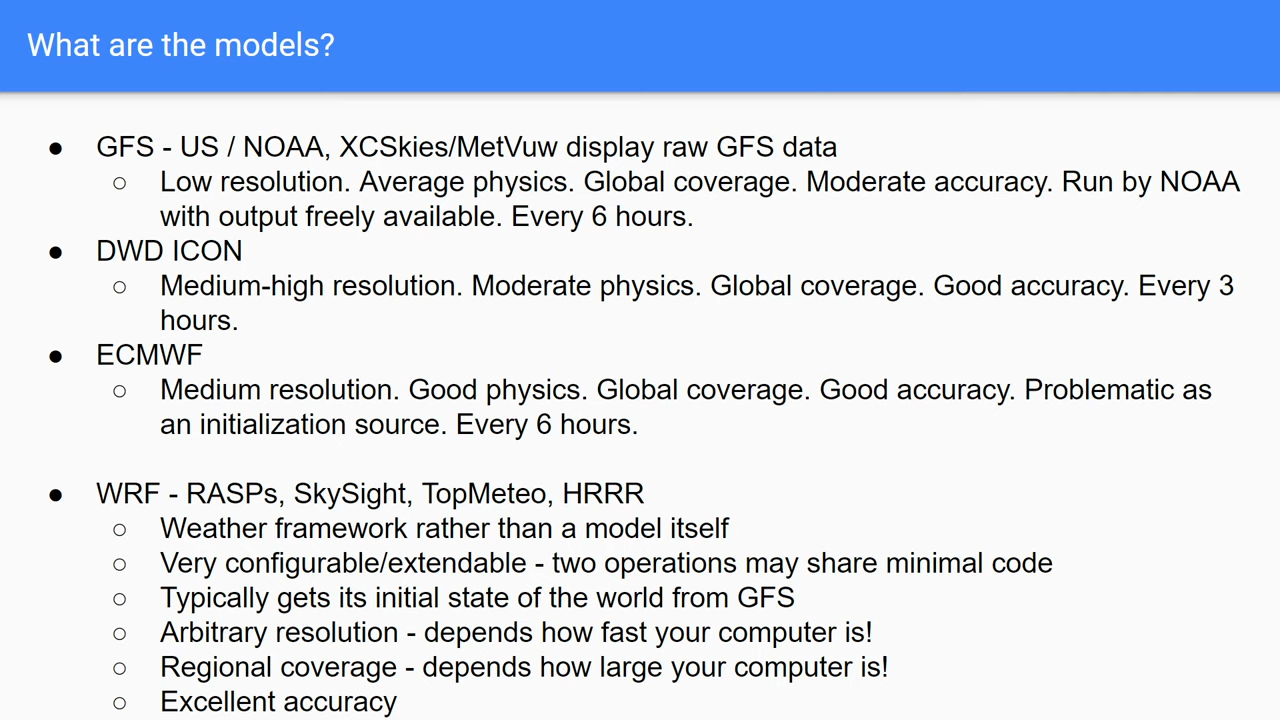 What are the models?
● GFS - US / NOAA, XCSkies/MetVuw display raw GFS data
○ Low resolution. Average physics. Global coverage. Moderate accuracy. Run by NOAA
with output freely available. Every 6 hours.
● DWD ICON
○ Medium-high resolution. Moderate physics. Global coverage. Good accuracy. Every 3
hours.
● ECMWF
○ Medium resolution. Good physics. Global coverage. Good accuracy. Problematic as
an initialization source. Every 6 hours.
● WRF - RASPs, SkySight, TopMeteo, HRRR
○ Weather framework rather than a model itself
○ Very configurable/extendable - two operations may share minimal code
○ Typically gets its initial state of the world from GFS
○ Arbitrary resolution - depends how fast your computer is!
○ Regional coverage - depends how large your computer is!
○ Excellent accuracy